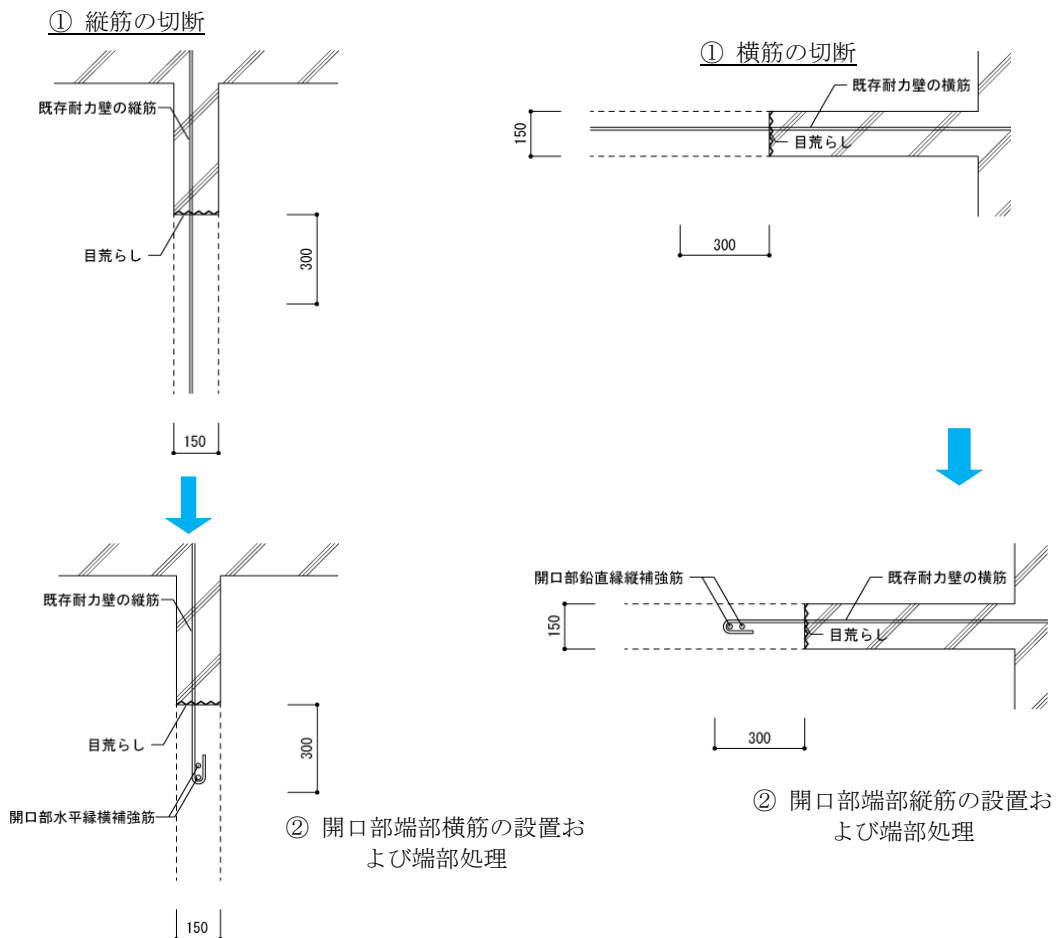 ① 縦筋の切断
既存耐力壁の縦筋
目荒らし
300
150
① 横筋の切断
既存耐力壁の横筋
150
目荒らし
300
既存耐力壁の縦筋
目荒らし
300
開口部水平縁横補強筋
② 開口部端部横筋の設置お
よび端部処理
150
開口部鉛直縁縦補強筋
既存耐力壁の横筋
150
目荒らし
300
② 開口部端部縦筋の設置お
よび端部処理